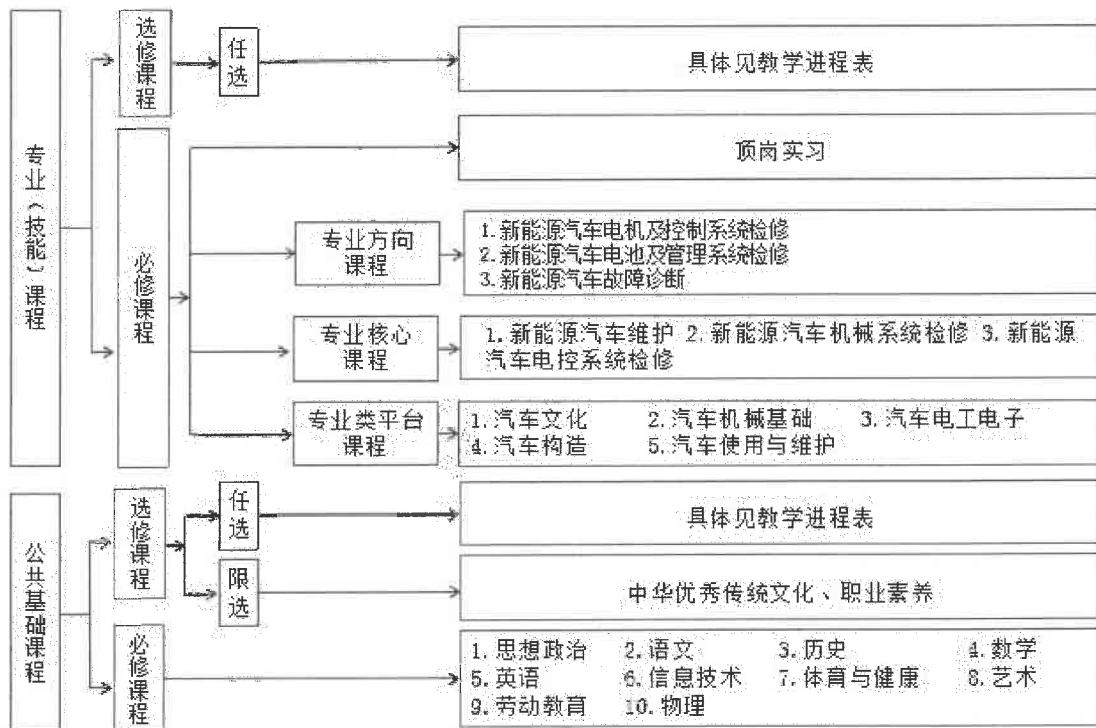 专业（技能）课程
选修课程
任选
具体见教学进程表
必修课程
顶岗实习
专业方向
课程
1.新能源汽车电机及控制系统检修
2.新能源汽车电池及管理系统检修
3.新能源汽车故障诊断
专业核心
课程
1.新能源汽车维护 2.新能源汽车机械系统检修 3.新能源
汽车电控系统检修
专业类平台
课程
1.汽车文化 2.汽车机械基础 3.汽车电工电子
4.汽车构造 5.汽车使用与维护
公共基础课程
选修课程
任选
具体见教学进程表
限选
中华优秀传统文化、职业素养
必修课程
1.思想政治 2.语文 3.历史 4.数学
5.英语 6.信息技术 7.体育与健康 8.艺术
9.劳动教育 10.物理